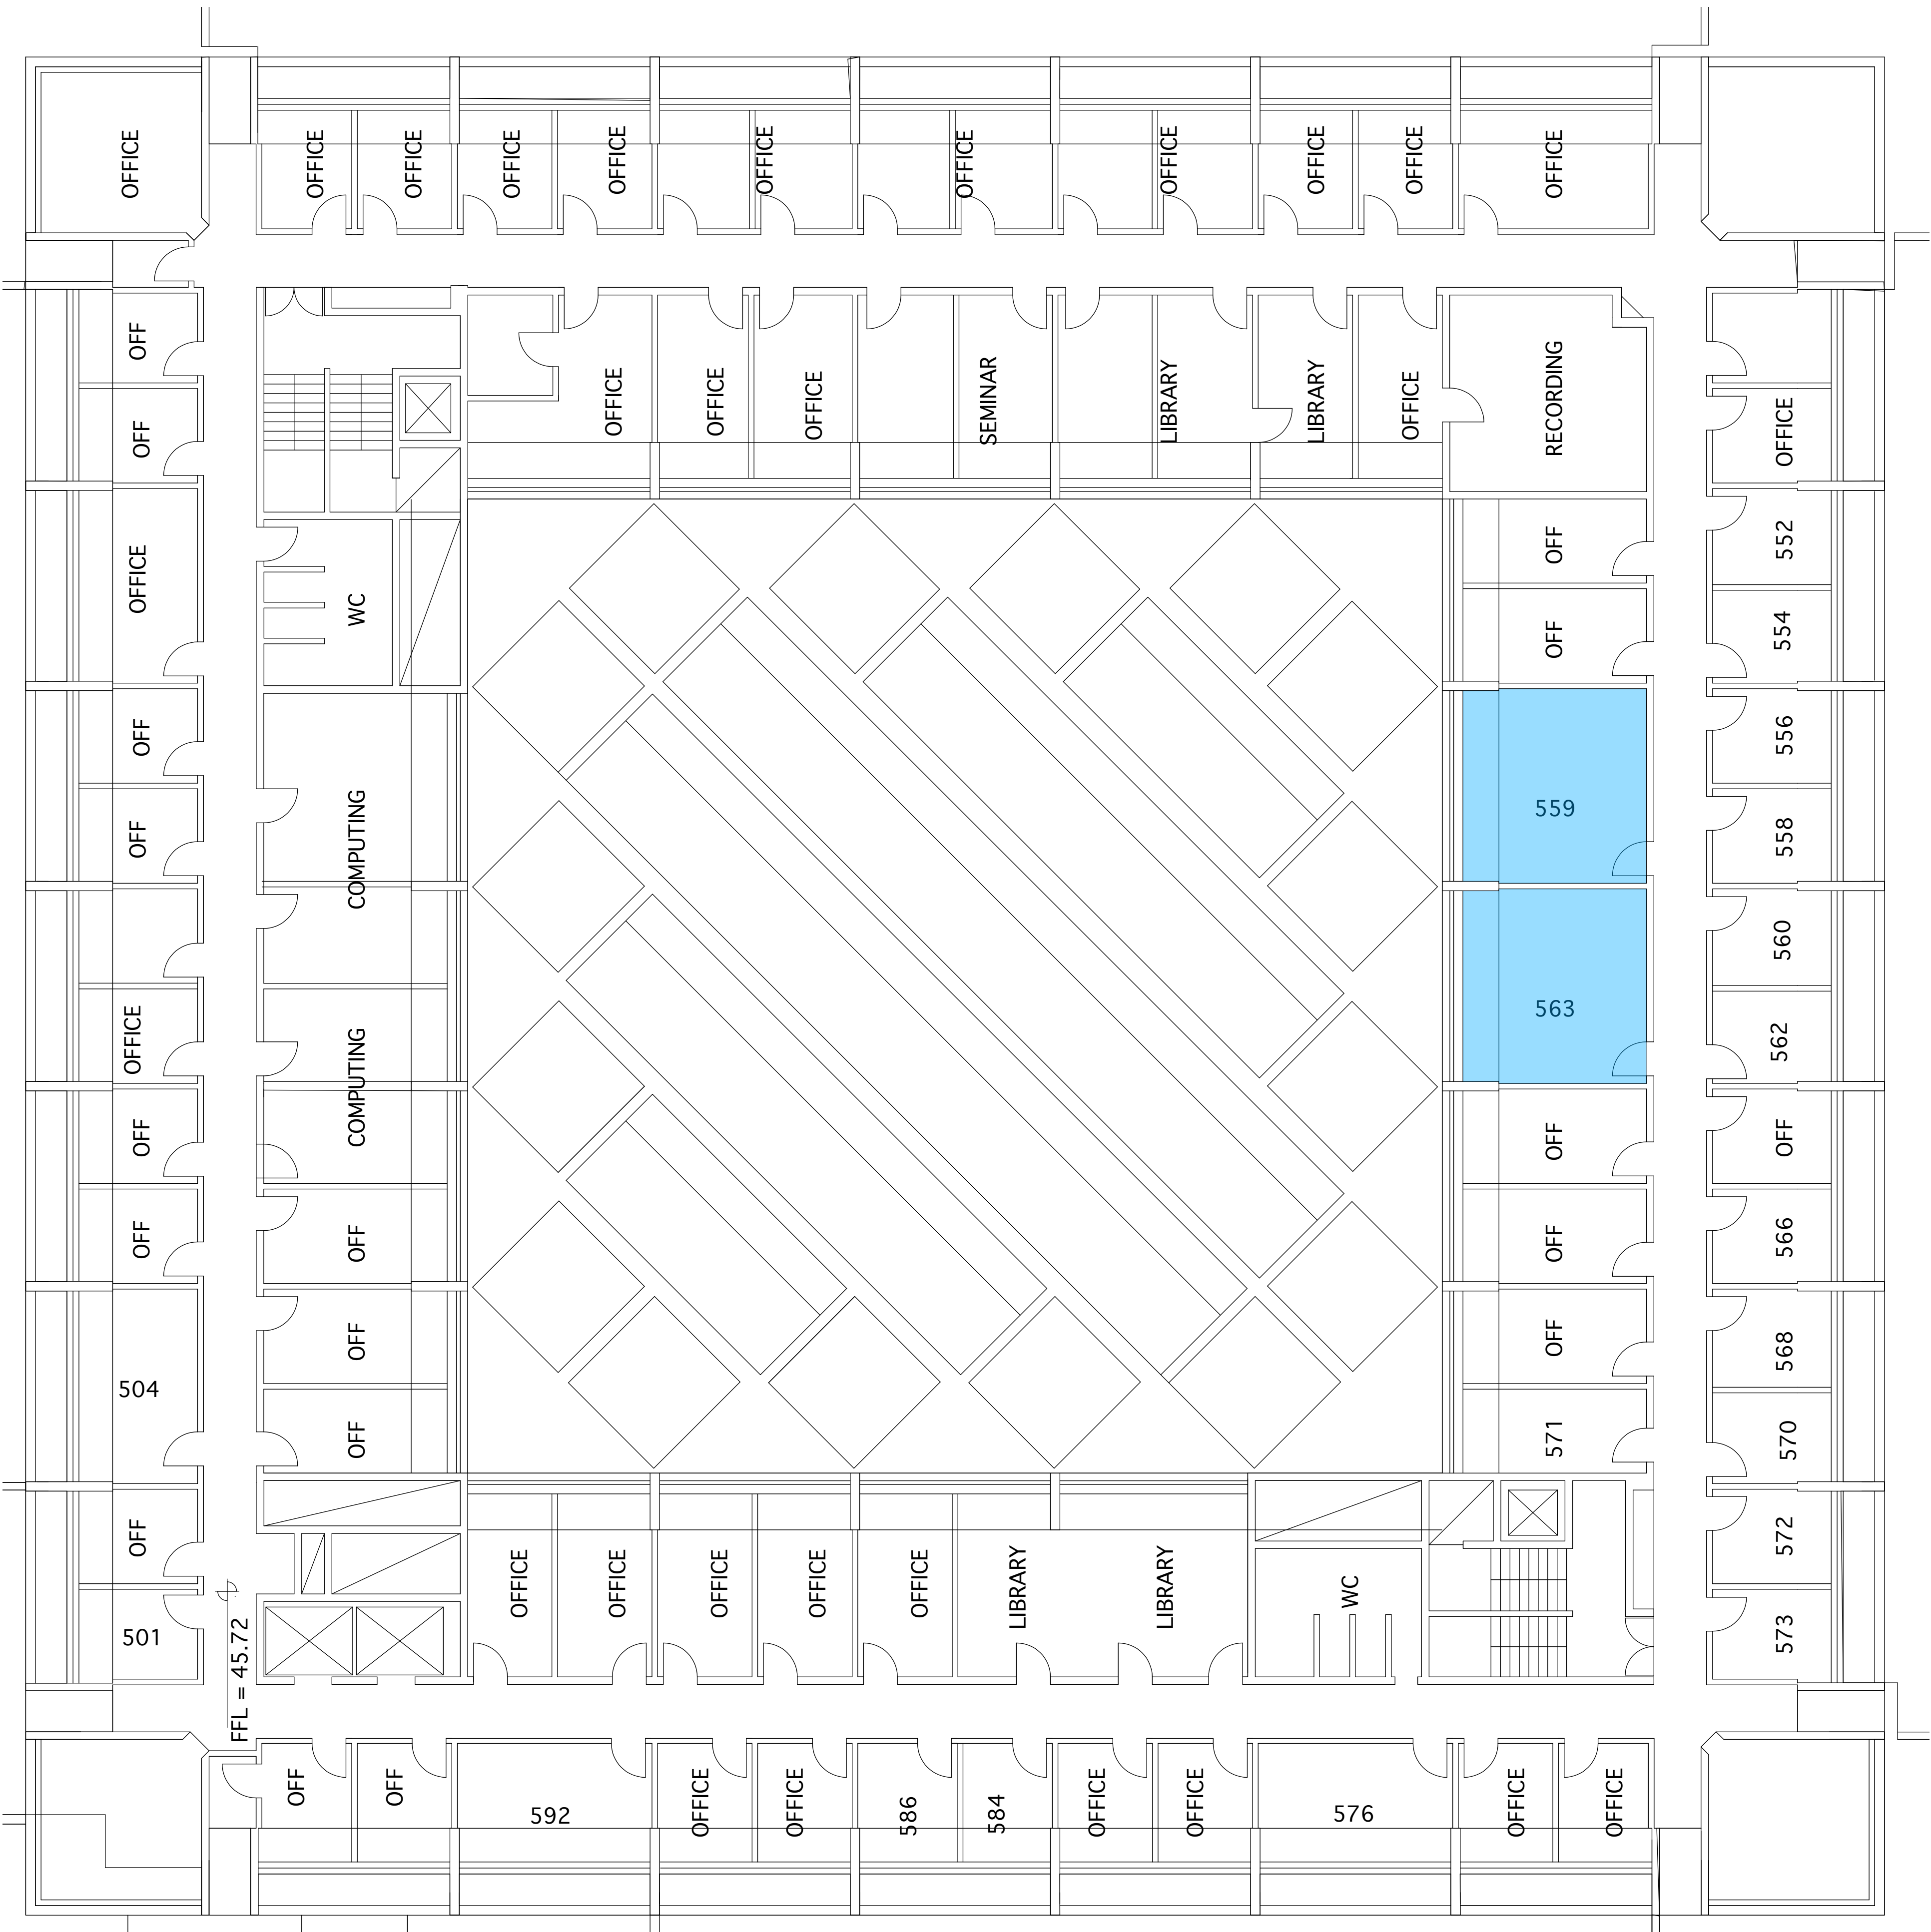 OFFICE
OFFICE
OFFICE
OFFICE
OFFICE
OFFICE
OFFICE
OFFICE
OFFICE
OFFICE
OFFICE
OFF
OFFICE
OFFICE
OFFICE
SEMINAR
LIBRARY
LIBRARY
OFFICE
RECORDING
OFFICE
OFF
OFFICE
WC
OFF
552
OFF
554
OFF
556
OFF
COMPUTING
559
558
560
OFFICE
COMPUTING
563
562
OFF
OFF
OFF
OFF
OFF
OFF
566
OFF
OFF
568
504
OFF
571
570
OFF
572
501
OFFICE
OFFICE
OFFICE
OFFICE
OFFICE
LIBRARY
LIBRARY
WC
573
FFL = 45.72
OFF
OFF
592
OFFICE
OFFICE
586
584
OFFICE
OFFICE
576
OFFICE
OFFICE